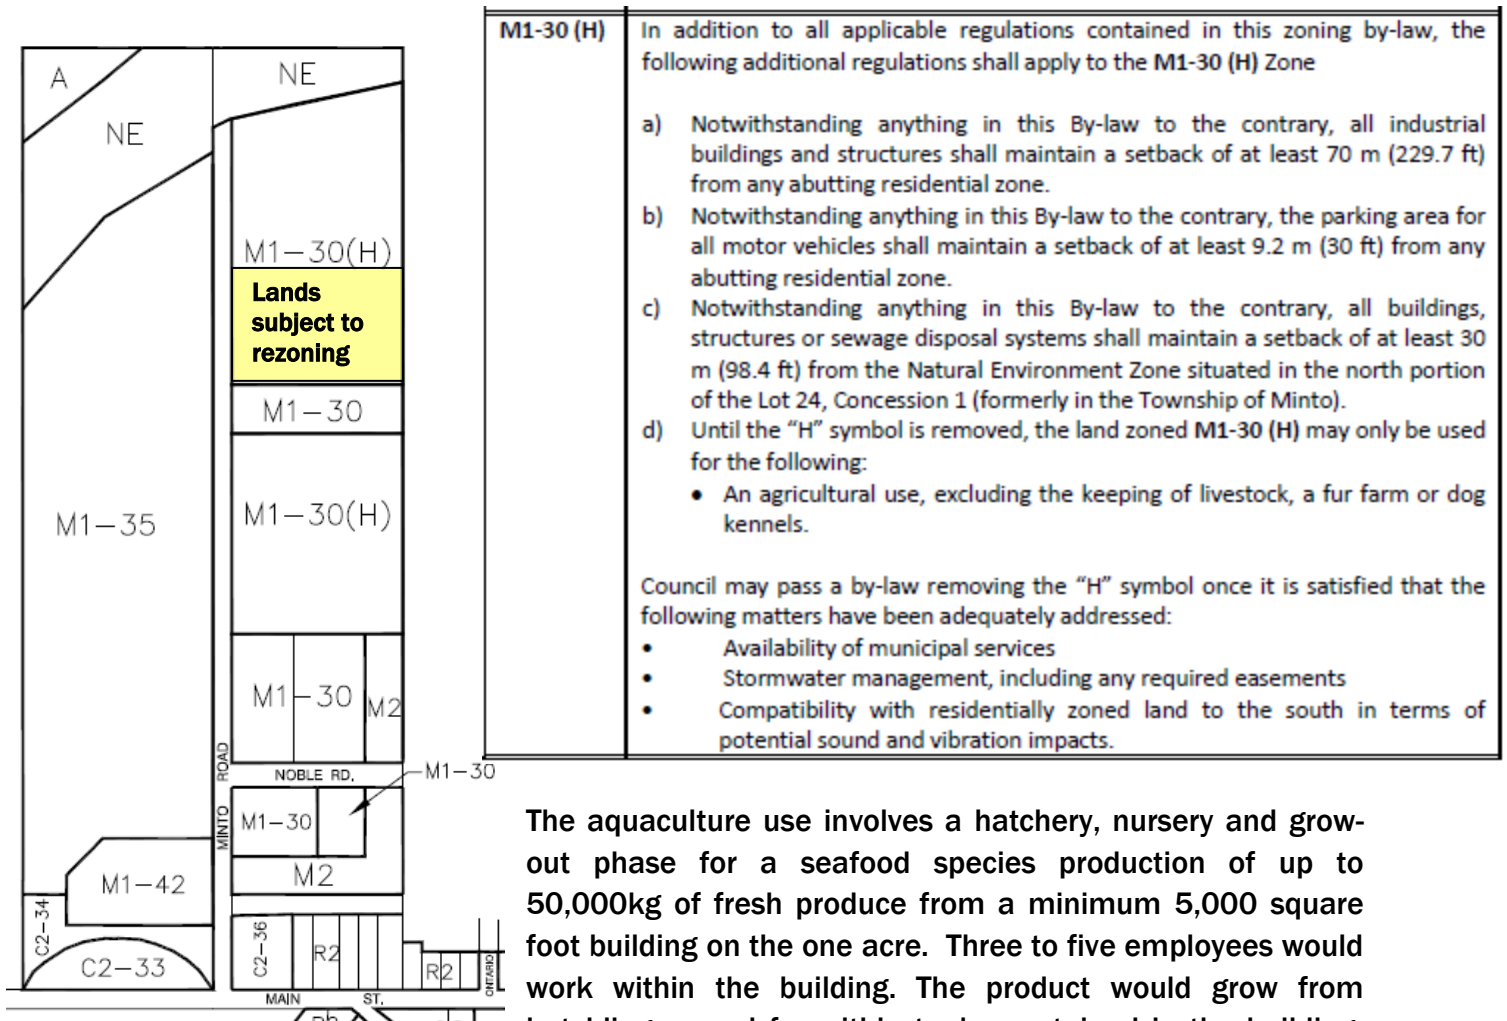 A
NE
NE
M1-30(H)
Lands
subject to
rezoning
M1-30
M1-30(H)
M1-35
M1-30
M2
ROAD
NOBLE RD.
M1-30
MINTO
M1-30
M2
M1-42
C2-34
C2-33
C2-36
R2
R2
ONTARIO
MAIN ST.
M1-30 (H)
In addition to all applicable regulations contained in this zoning by-law, the
following additional regulations shall apply to the M1-30 (H) Zone
a) Notwithstanding anything in this By-law to the contrary, all industrial
buildings and structures shall maintain a setback of at least 70 m (229.7 ft)
from any abutting residential zone.
b) Notwithstanding anything in this By-law to the contrary, the parking area for
all motor vehicles shall maintain a setback of at least 9.2 m (30 ft) from any
abutting residential zone.
c) Notwithstanding anything in this By-law to the contrary, all buildings,
structures or sewage disposal systems shall maintain a setback of at least 30
m (98.4 ft) from the Natural Environment Zone situated in the north portion
of the Lot 24, Concession 1 (formerly in the Township of Minto).
d) Until the “H” symbol is removed, the land zoned M1-30 (H) may only be used
for the following:
• An agricultural use, excluding the keeping of livestock, a fur farm or dog
kennels.
Council may pass a by-law removing the “H” symbol once it is satisfied that the
following matters have been adequately addressed:
• Availability of municipal services
• Stormwater management, including any required easements
• Compatibility with residentially zoned land to the south in terms of
potential sound and vibration impacts.
The aquaculture use involves a hatchery, nursery and grow-
out phase for a seafood species production of up to
50,000kg of fresh produce from a minimum 5,000 square
foot building on the one acre. Three to five employees would
work within the building. The product would grow from